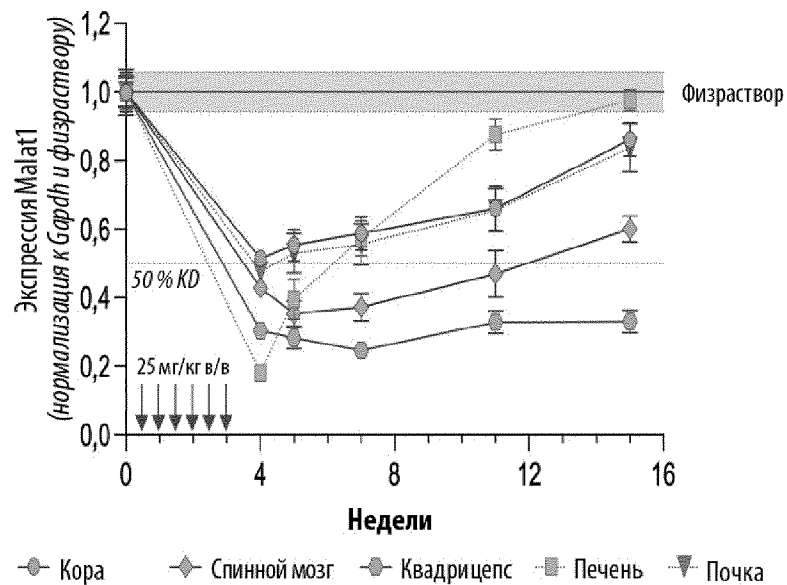 Экспрессия Malat1
(нормализация к Gapdh и физраствору)
1,2
1,0
0,8
0,6
0,4
0,2
0,0
Физраствор
50 % KD
25 мг/кг в/в
0
4
8
12
16
Недели
Кора
Спинной мозг
Квадрицепс
Печень
Почка